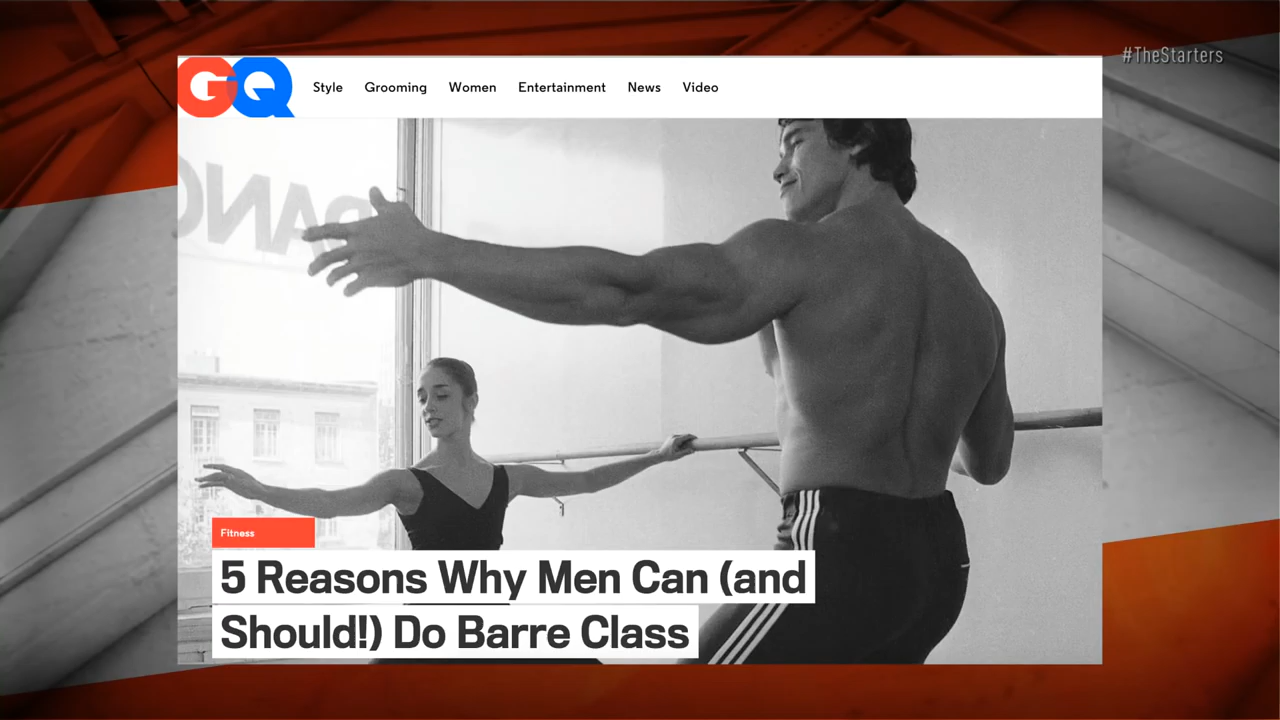 #TheStarters
GQ Style Grooming Women Entertainment News Video
DANC
Fitness
5 Reasons Why Men Can (and
Should!) Do Barre Class